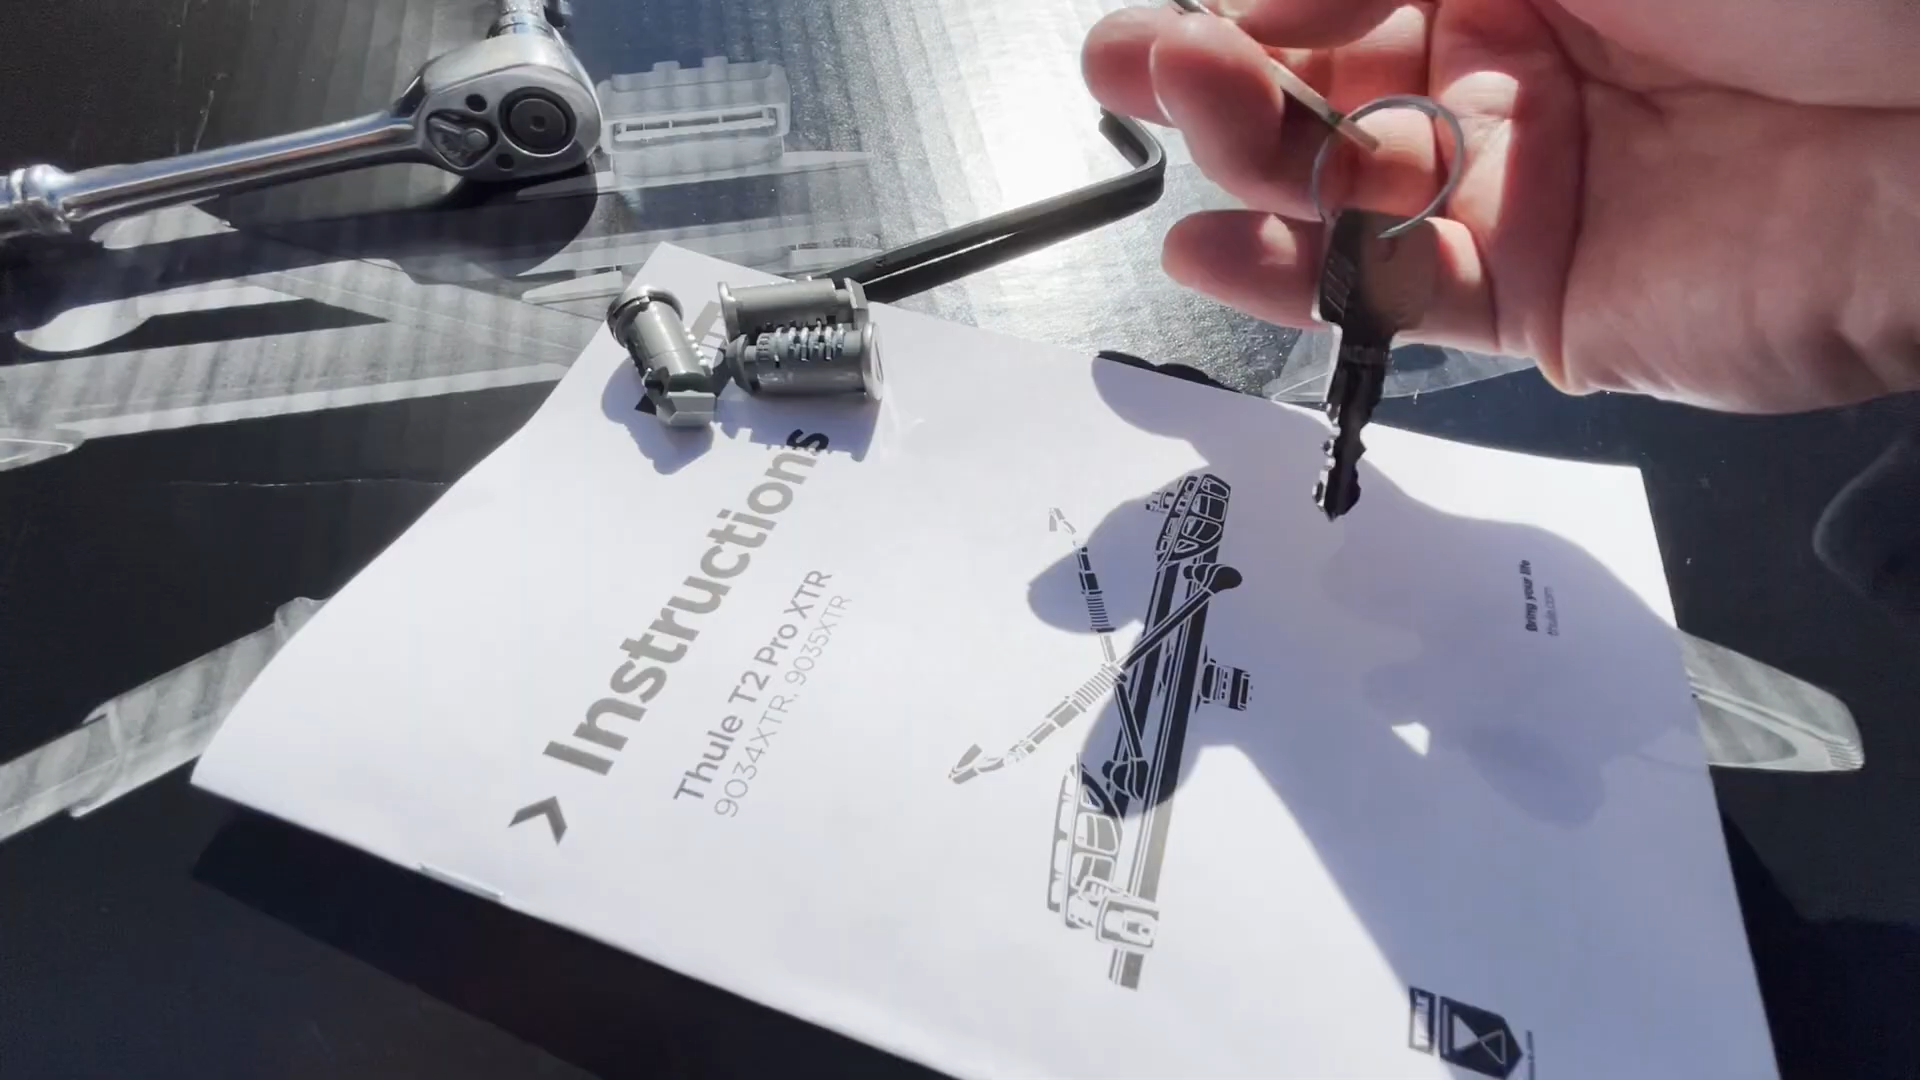 Instructions
Thule T2 Pro XTR
9034XTR, 9035XTR
Bring your life
thule.com